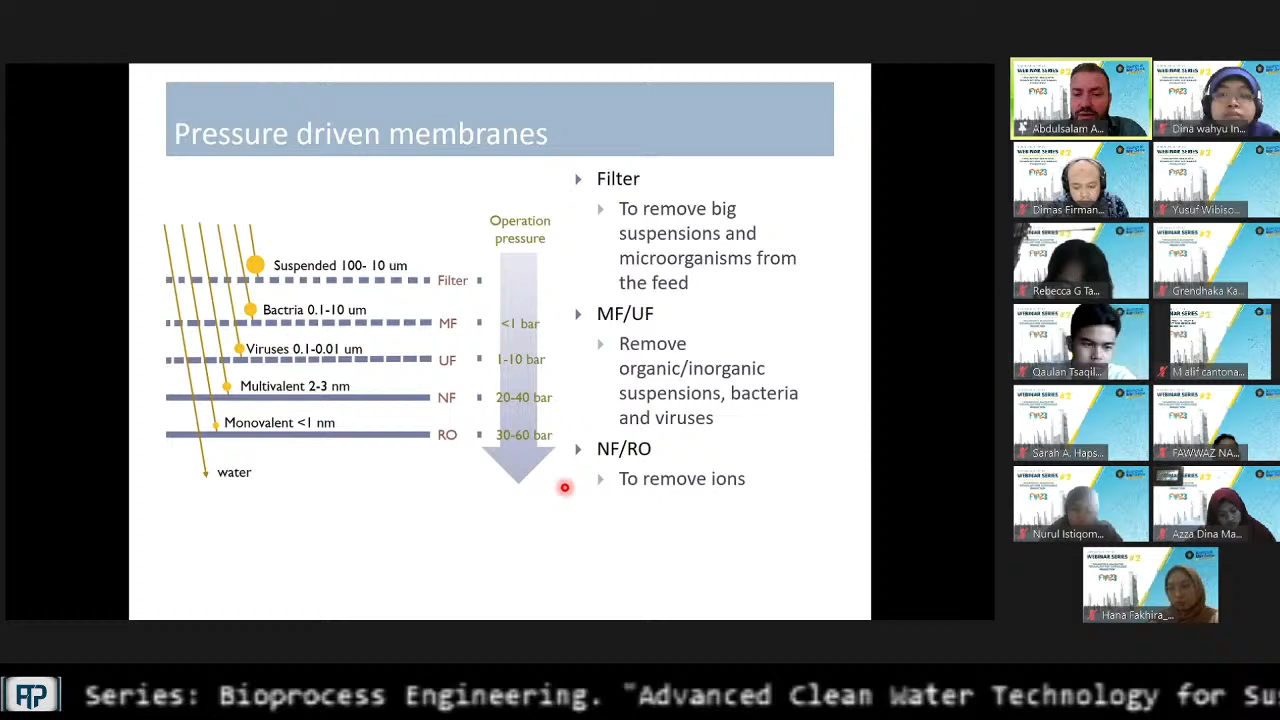 Pressure driven membranes
Operation
pressure
Suspended 100- 10 um
Filter
Bactria 0.1-10 um
MF
<1 bar
Viruses 0.1-0.01 um
UF
1-10 bar
Multivalent 2-3 nm
NF
20-40 bar
Monovalent <1 nm
RO
30-60 bar
water
Filter
To remove big
suspensions and
microorganisms from
the feed
MF/UF
Remove
organic/inorganic
suspensions, bacteria
and viruses
NF/RO
To remove ions
WEBINAR SERIES
Abdulsalam A...
Dina wahyu In...
Dimas Firman...
Yusuf Wibiso...
Rebecca G Ta...
Grendhaka Ka...
Qaulan Tsaqil...
M alif cantona...
Sarah A. Haps...
FAWWAZ NA...
Nurul Istiqom...
Azza Dina Ma...
Hana Fakhira_...
Series: Bioprocess Engineering. "Advanced Clean Water Technology for Su